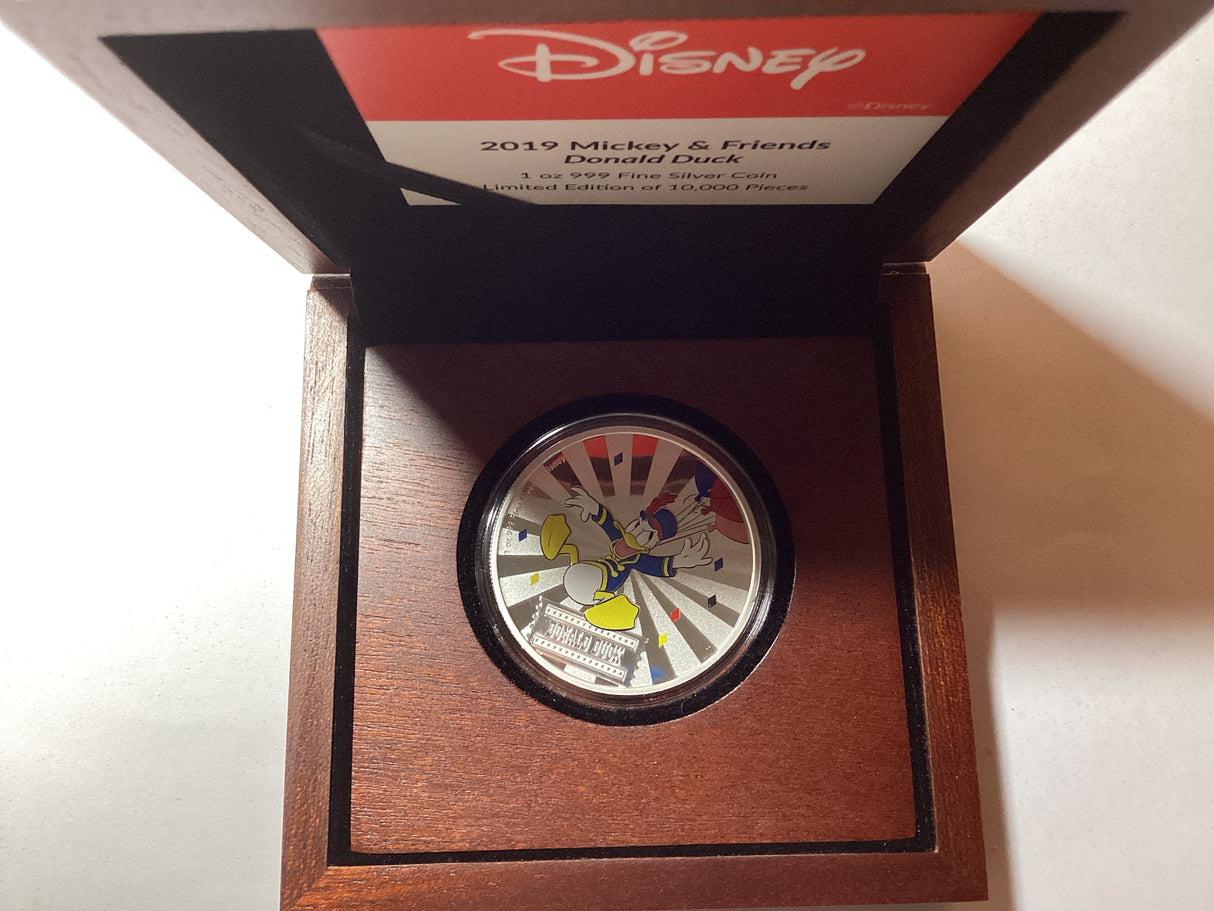 Disney
©Disney
2019 Mickey & Friends
Donald Duck
1 oz 999 Fine Silver Coin
Limited Edition of 10,000 Pieces
DONALD DUCK